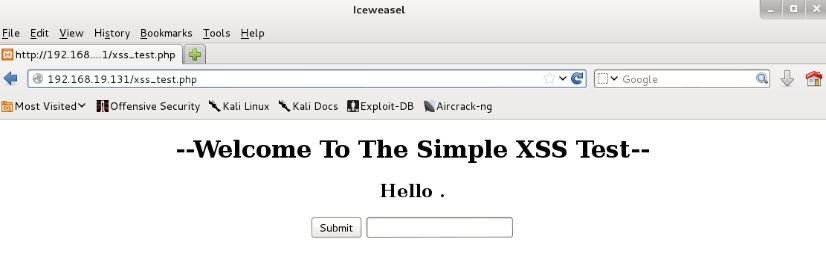 Iceweasel
File Edit View History Bookmarks Tools Help
http://192.168....1/xss_test.php
192.168.19.131/xss_test.php Google
Most Visited Offensive Security Kali Linux Kali Docs Exploit-DB Aircrack-ng
--Welcome To The Simple XSS Test--
Hello .
Submit